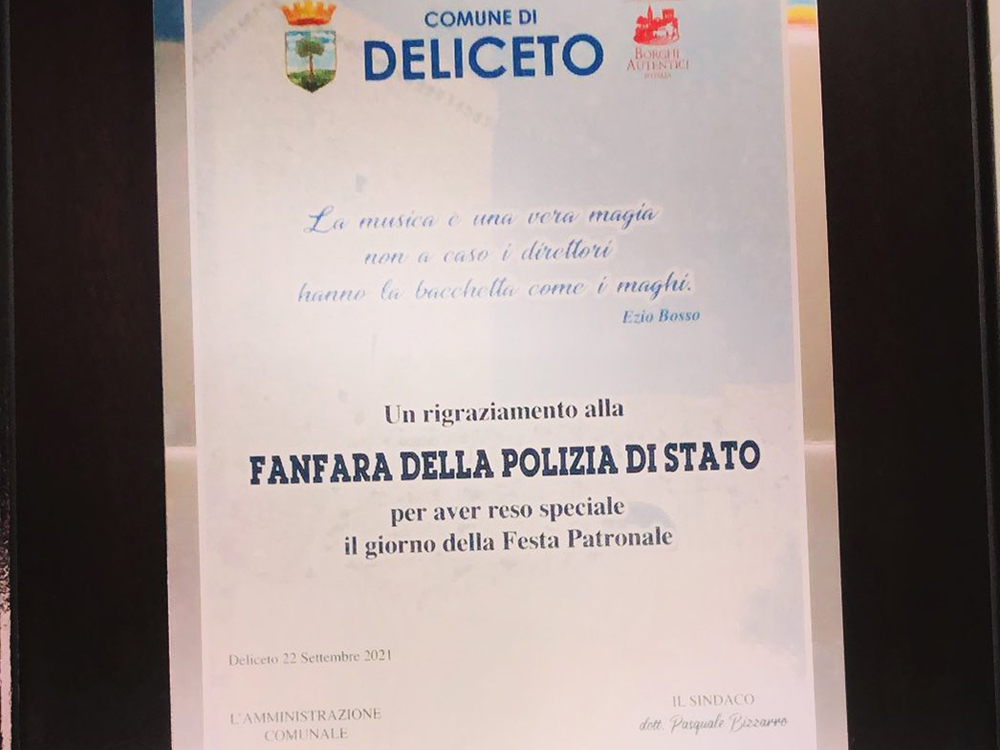 COMUNE DI
DELICETO
BORGHI
AUTENTICI
D'ITALIA
La musica è una vera magia
non a caso i direttori
hanno la bacchetta come i maghi.
Ezio Bosso
Un rigraziamento alla
FANFARA DELLA POLIZIA DI STATO
per aver reso speciale
il giorno della Festa Patronale
Deliceto 22 Settembre 2021
L'AMMINISTRAZIONE
COMUNALE
IL SINDACO
dott. Pasquale Bizzarro